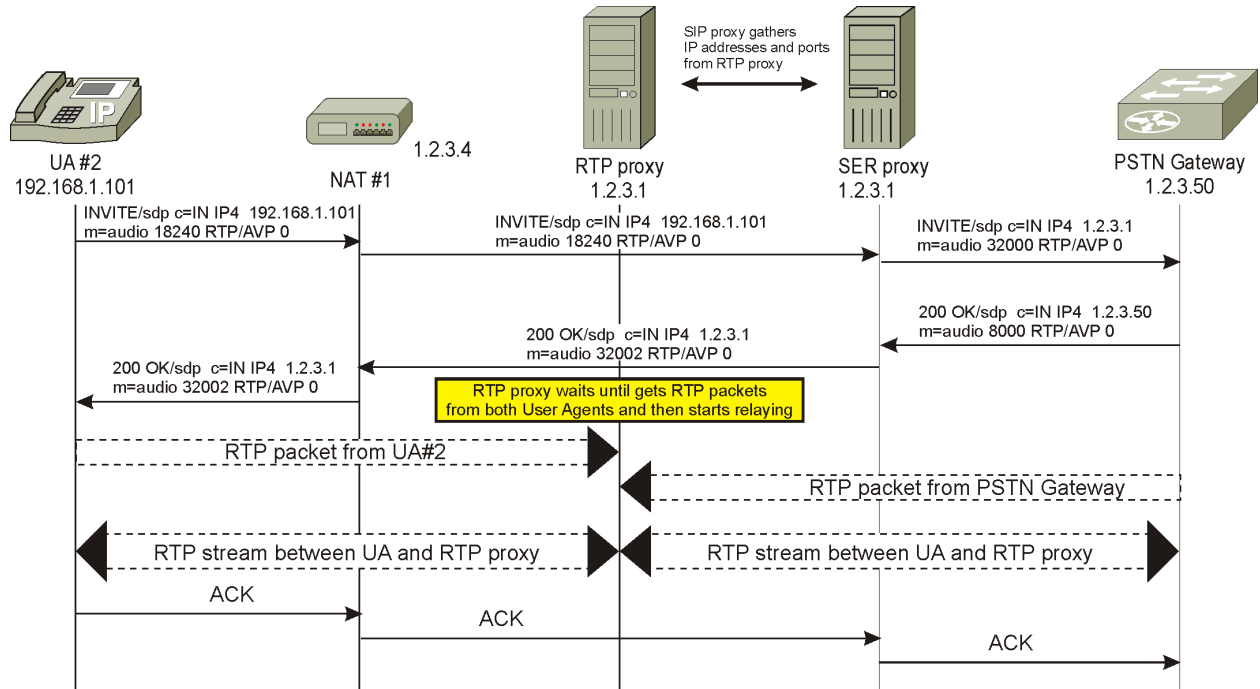 SIP proxy gathers
IP addresses and ports
from RTP proxy
IP
UA #2
192.168.1.101
NAT #1
1.2.3.4
RTP proxy
1.2.3.1
SER proxy
1.2.3.1
PSTN Gateway
1.2.3.50
INVITE/sdp c=IN IP4 192.168.1.101
m=audio 18240 RTP/AVP 0
INVITE/sdp c=IN IP4 192.168.1.101
m=audio 18240 RTP/AVP 0
INVITE/sdp c=IN IP4 1.2.3.1
m=audio 32000 RTP/AVP 0
200 OK/sdp c=IN IP4 1.2.3.50
m=audio 8000 RTP/AVP 0
200 OK/sdp c=IN IP4 1.2.3.1
m=audio 32002 RTP/AVP 0
200 OK/sdp c=IN IP4 1.2.3.1
m=audio 32002 RTP/AVP 0
RTP proxy waits until gets RTP packets
from both User Agents and then starts relaying
RTP packet from UA#2
RTP packet from PSTN Gateway
RTP stream between UA and RTP proxy
RTP stream between UA and RTP proxy
ACK
ACK
ACK